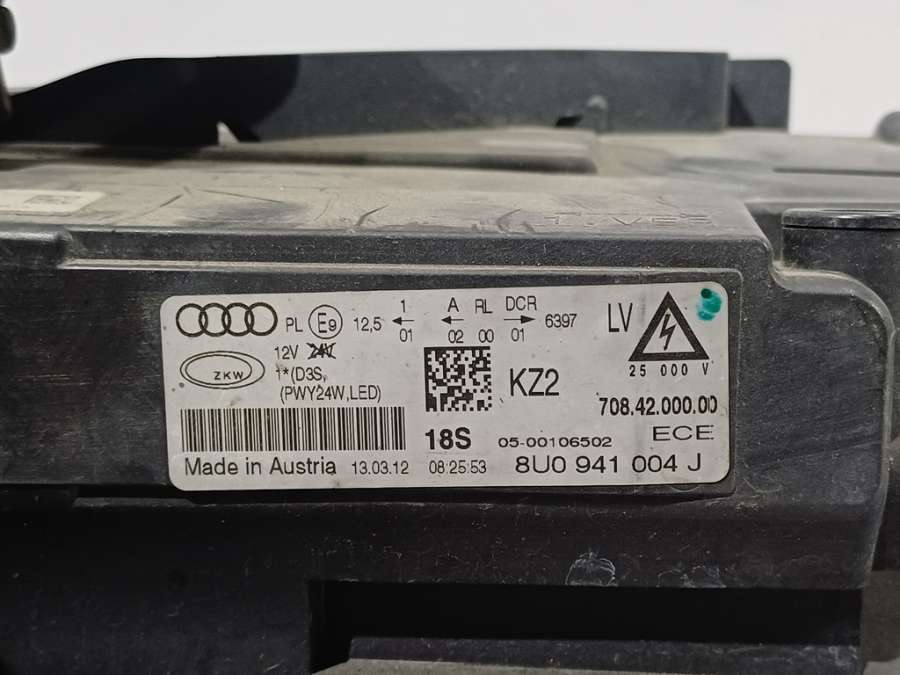 PL E9 12,5 1 A RL DCR 6397 LV
01 02 00 01
12V 24V
ZKW
1*(D3S,
(PWY24W,LED)
KZ2
25 000 V
708.42.000.00
18S 05-00106502 ECE
Made in Austria 13.03.12 08:25:53 8U0 941 004 J